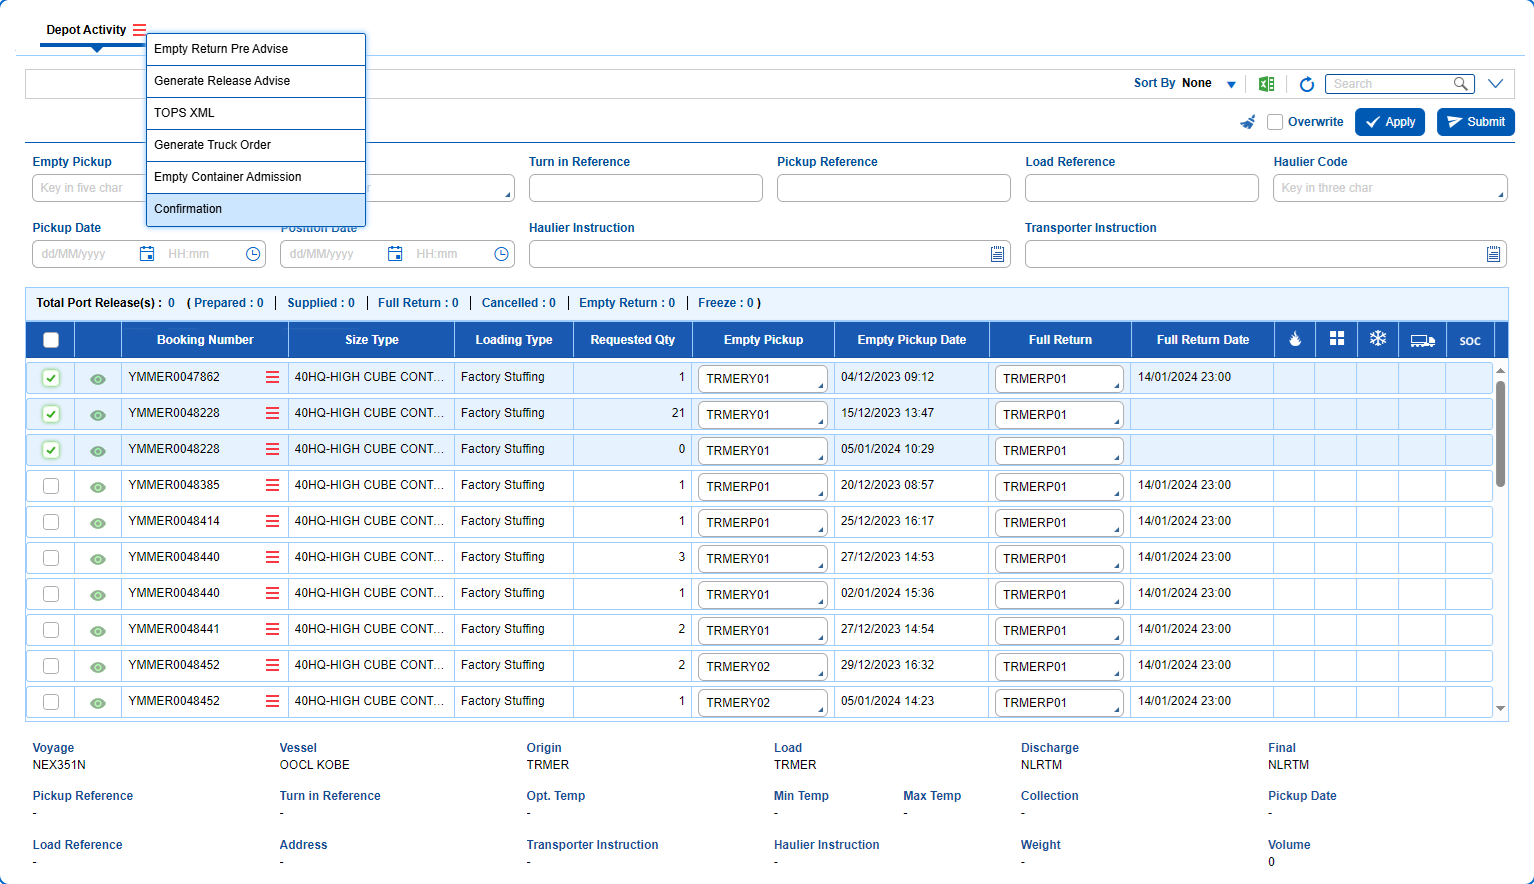 Depot Activity
Empty Return Pre Advise
Generate Release Advise
TOPS XML
Generate Truck Order
Empty Container Admission
Confirmation
Sort By None
Search
Overwrite Apply Submit
Empty Pickup Turn in Reference Pickup Reference Load Reference Haulier Code
Key in five char Key in three char
Pickup Date Position Date Haulier Instruction Transporter Instruction
dd/MM/yyyy HH:mm dd/MM/yyyy HH:mm
Total Port Release(s) : 0 ( Prepared : 0 | Supplied : 0 | Full Return : 0 | Cancelled : 0 | Empty Return : 0 | Freeze : 0 )
Booking Number Size Type Loading Type Requested Qty Empty Pickup Empty Pickup Date Full Return Full Return Date SOC
YMMER0047862 40HQ-HIGH CUBE CONT... Factory Stuffing 1 TRMERY01 04/12/2023 09:12 TRMERP01 14/01/2024 23:00
YMMER0048228 40HQ-HIGH CUBE CONT... Factory Stuffing 21 TRMERY01 15/12/2023 13:47 TRMERP01
YMMER0048228 40HQ-HIGH CUBE CONT... Factory Stuffing 0 TRMERY01 05/01/2024 10:29 TRMERP01
YMMER0048385 40HQ-HIGH CUBE CONT... Factory Stuffing 1 TRMERP01 20/12/2023 08:57 TRMERP01 14/01/2024 23:00
YMMER0048414 40HQ-HIGH CUBE CONT... Factory Stuffing 1 TRMERP01 25/12/2023 16:17 TRMERP01 14/01/2024 23:00
YMMER0048440 40HQ-HIGH CUBE CONT... Factory Stuffing 3 TRMERY01 27/12/2023 14:53 TRMERP01 14/01/2024 23:00
YMMER0048440 40HQ-HIGH CUBE CONT... Factory Stuffing 1 TRMERY01 02/01/2024 15:36 TRMERP01 14/01/2024 23:00
YMMER0048441 40HQ-HIGH CUBE CONT... Factory Stuffing 2 TRMERY01 27/12/2023 14:54 TRMERP01 14/01/2024 23:00
YMMER0048452 40HQ-HIGH CUBE CONT... Factory Stuffing 2 TRMERY02 29/12/2023 16:32 TRMERP01 14/01/2024 23:00
YMMER0048452 40HQ-HIGH CUBE CONT... Factory Stuffing 1 TRMERY02 05/01/2024 14:23 TRMERP01 14/01/2024 23:00
Voyage Vessel Origin Load Discharge Final
NEX351N OOCL KOBE TRMER TRMER NLRTM NLRTM
Pickup Reference Turn in Reference Opt. Temp Min Temp Max Temp Collection Pickup Date
- - - - - - -
Load Reference Address Transporter Instruction Haulier Instruction Weight Volume
- - - - - 0